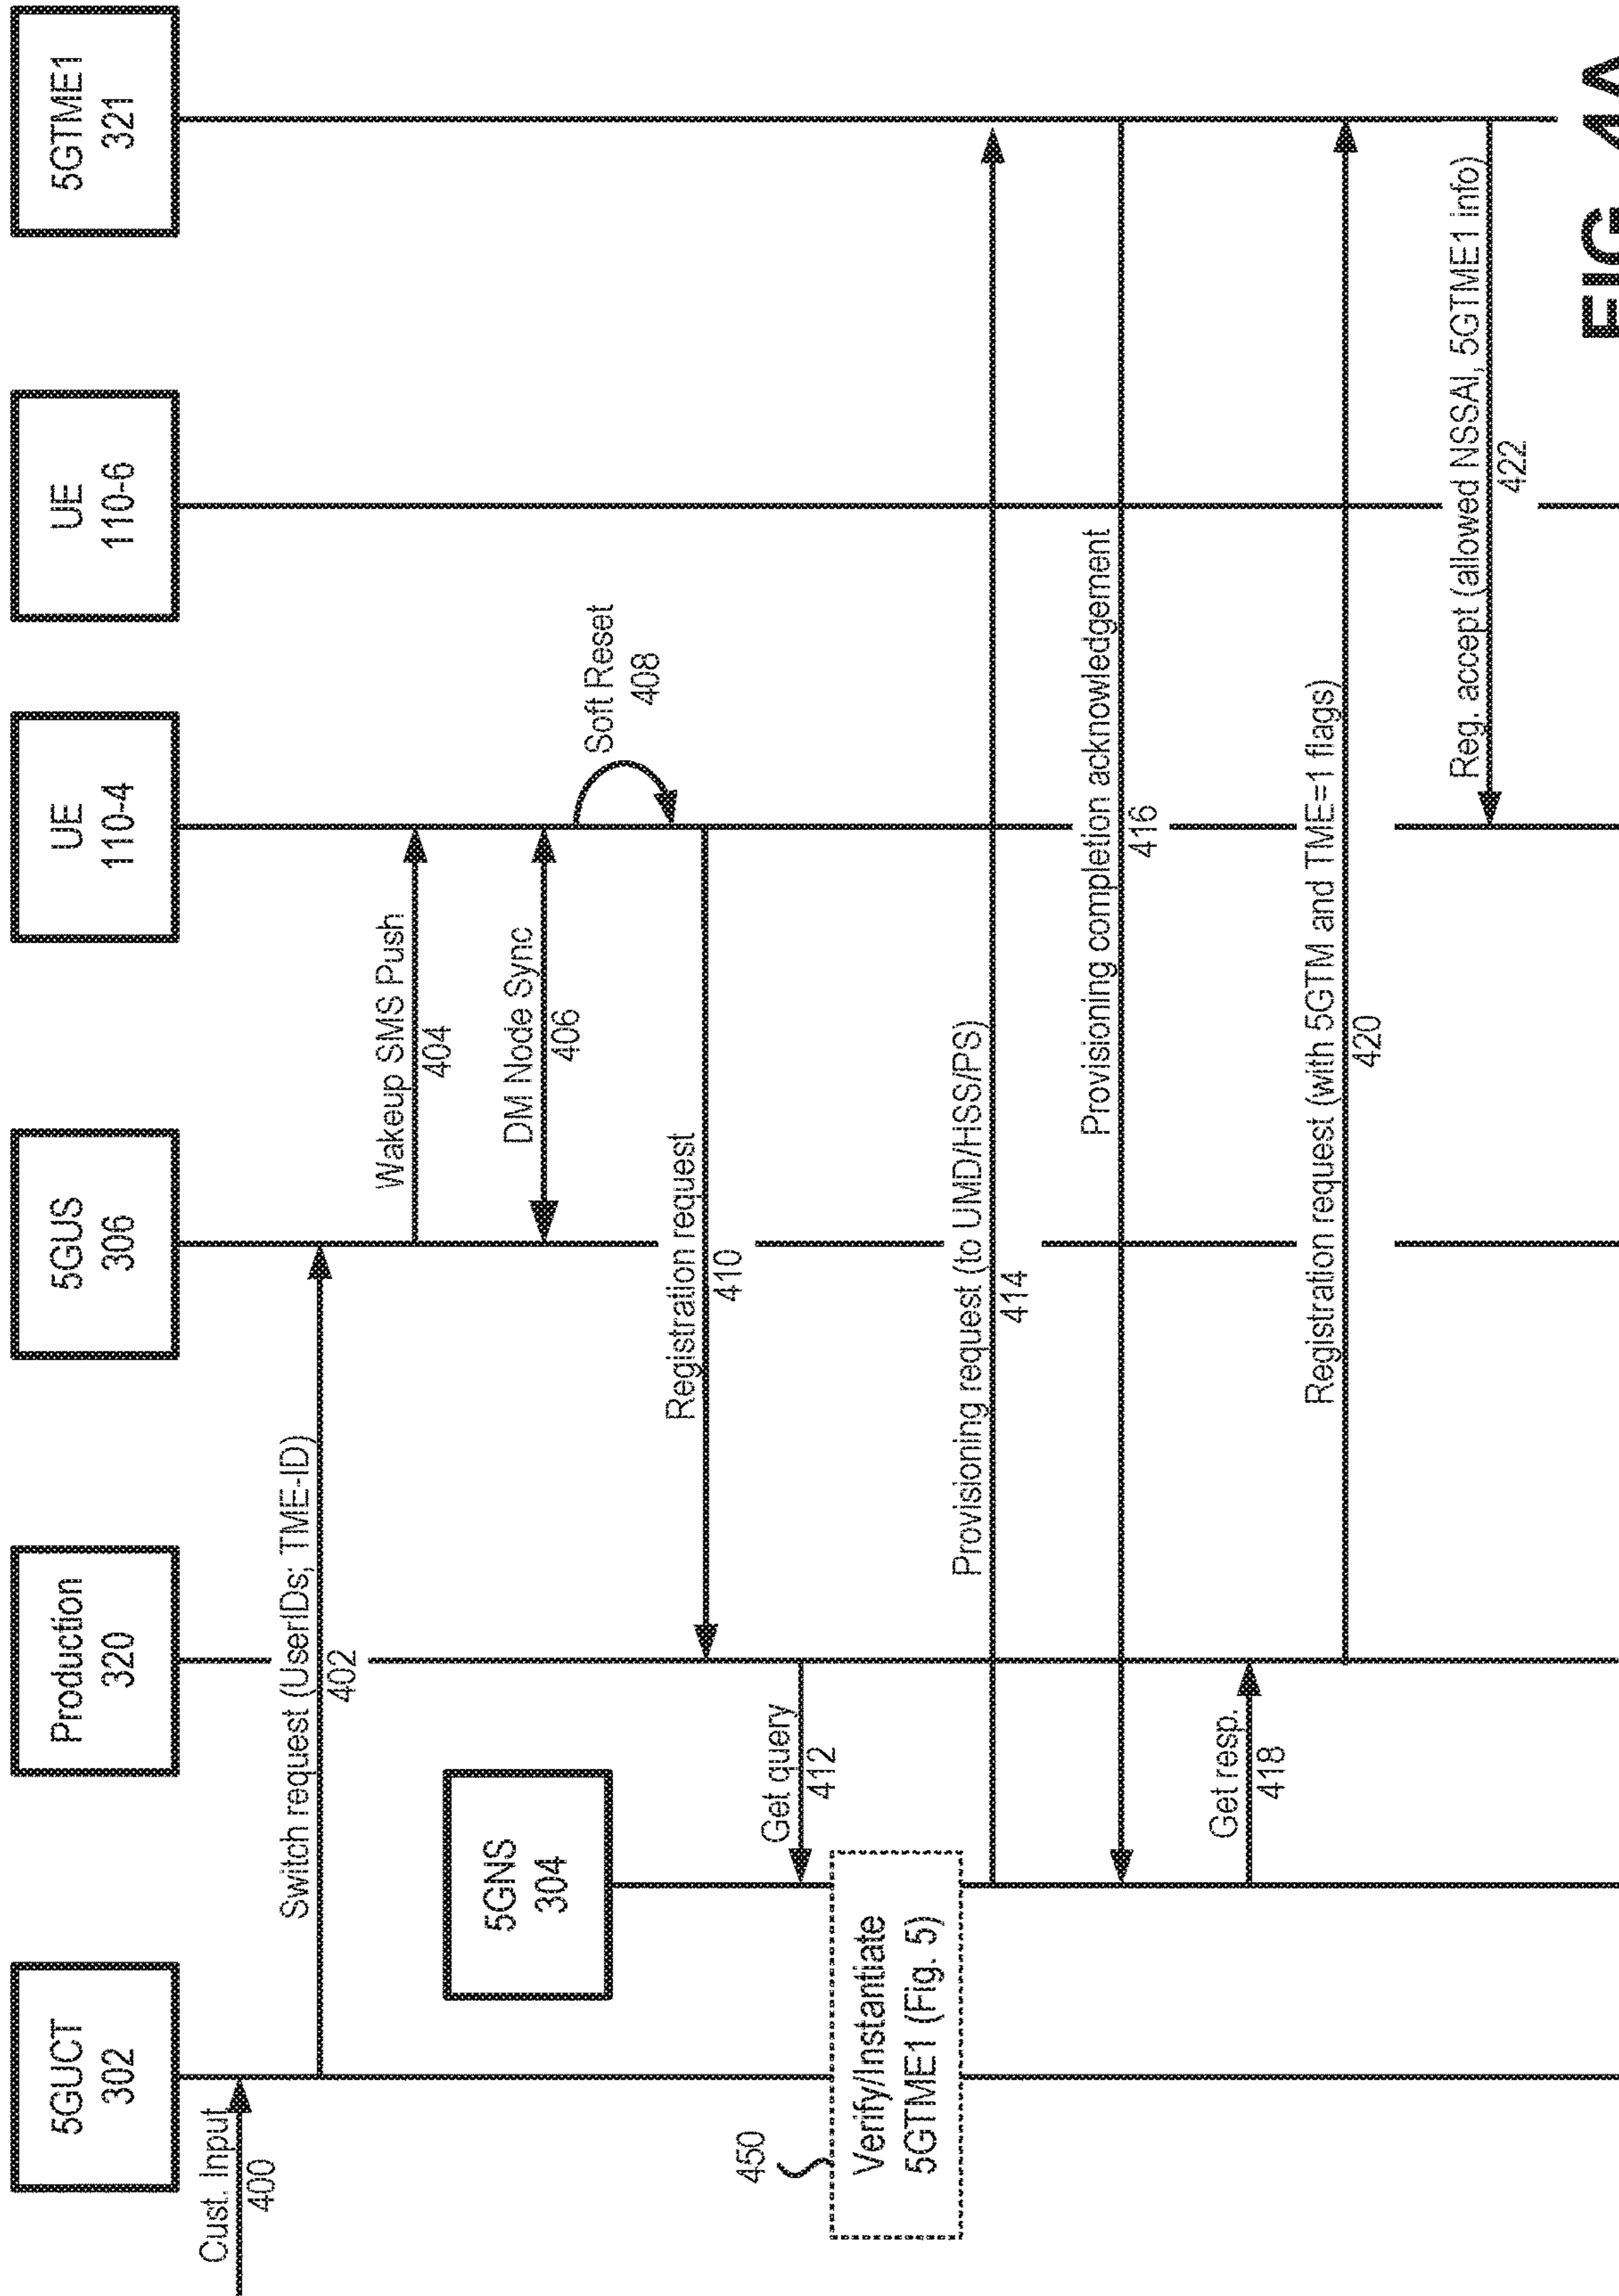 5GUCT
302
Production
320
5GUS
306
UE
110-4
UE
110-6
5GTME1
321
Cust. Input
400
Switch request (UserIDs; TME-ID)
402
5GNS
304
Wakeup SMS Push
404
DM Node Sync
406
Soft Reset
408
Registration request
410
Get query
412
450
Verify/Instantiate
5GTME1 (Fig. 5)
Provisioning request (to UMD/HSS/PS)
414
Provisioning completion acknowledgement
416
Get resp.
418
Registration request (with 5GTM and TME=1 flags)
420
Reg. accept (allowed NSSAI, 5GTME1 info)
422
FIG. 4A